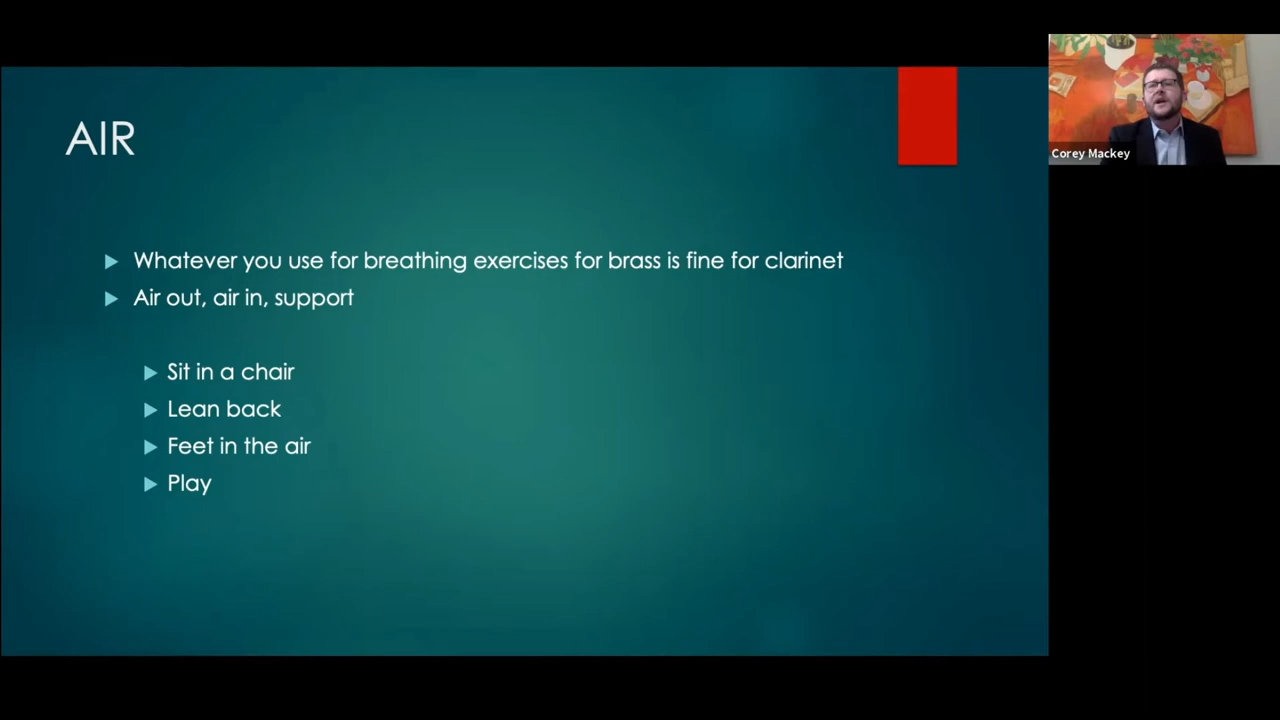 AIR
Whatever you use for breathing exercises for brass is fine for clarinet
Air out, air in, support
Sit in a chair
Lean back
Feet in the air
Play
Corey Mackey